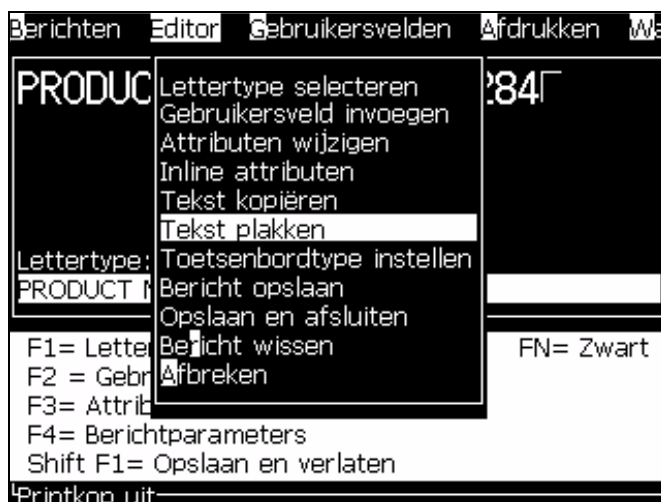 Berichten Editor Gebruikersvelden Afdrukken
PRODUC 284
Lettertype selecteren
Gebruikersveld invoegen
Attributen wijzigen
Inline attributen
Tekst kopiëren
Tekst plakken
Toetsenbordtype instellen
Bericht opslaan
Opslaan en afsluiten
Bericht wissen
Afbreken
Lettertype:
PRODUCT
F1= Letter FN= Zwart
F2 = Gebr
F3= Attrib
F4= Berichtparameters
Shift F1= Opslaan en verlaten
Printkop uit